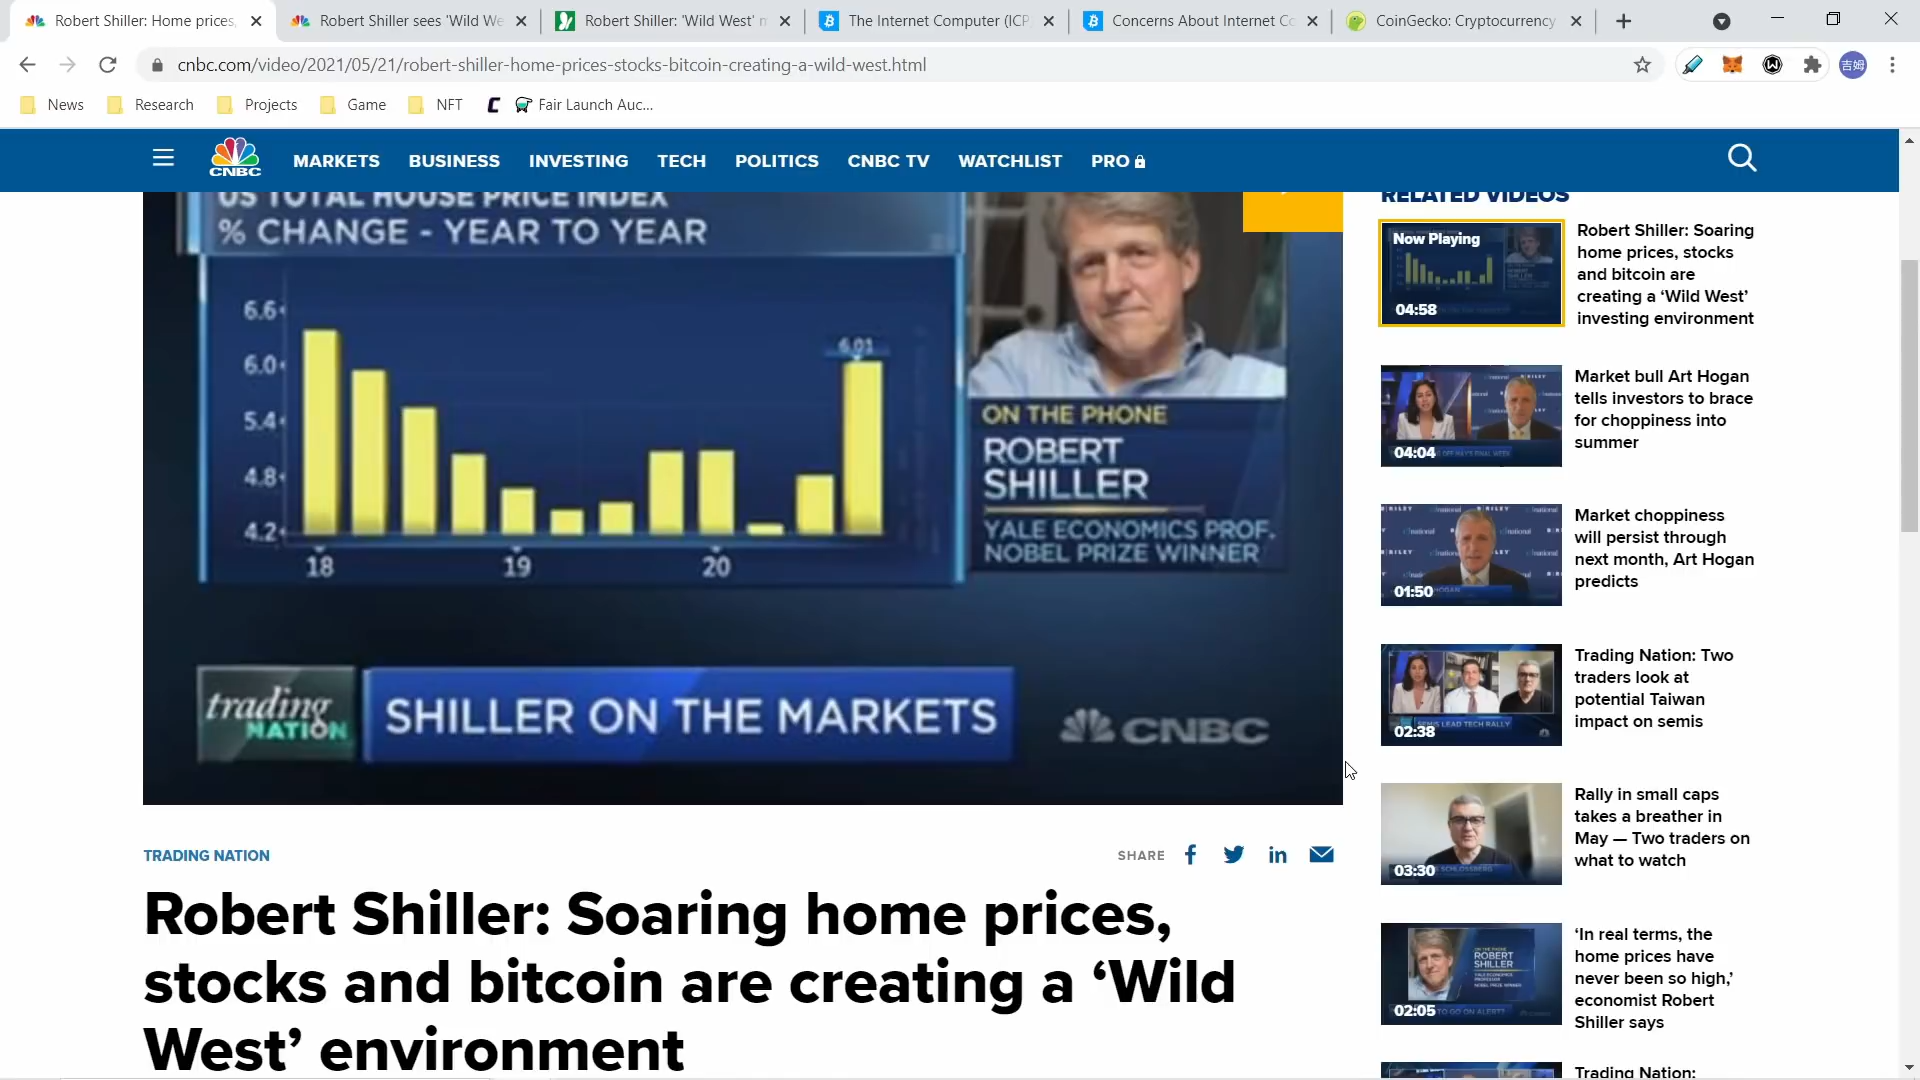 Robert Shiller: Home prices,
Robert Shiller sees 'Wild We
Robert Shiller: 'Wild West' m
The Internet Computer (ICP
Concerns About Internet Co
CoinGecko: Cryptocurrency
cnbc.com/video/2021/05/21/robert-shiller-home-prices-stocks-bitcoin-creating-a-wild-west.html
吉姆
News
Research
Projects
Game
NFT
Fair Launch Auc...
CNBC
MARKETS
BUSINESS
INVESTING
TECH
POLITICS
CNBC TV
WATCHLIST
PRO
US TOTAL HOUSE PRICE INDEX
% CHANGE - YEAR TO YEAR
6.6
6.0
5.4
4.8
4.2
6.01
18
19
20
ON THE PHONE
ROBERT
SHILLER
YALE ECONOMICS PROF.
NOBEL PRIZE WINNER
trading
NATION
SHILLER ON THE MARKETS
CNBC
TRADING NATION
SHARE
Robert Shiller: Soaring home prices,
stocks and bitcoin are creating a ‘Wild
West’ environment
RELATED VIDEOS
Now Playing
04:58
Robert Shiller: Soaring
home prices, stocks
and bitcoin are
creating a ‘Wild West’
investing environment
04:04
Market bull Art Hogan
tells investors to brace
for choppiness into
summer
01:50
Market choppiness
will persist through
next month, Art Hogan
predicts
SEMIS LEAD TECH RALLY
02:38
Trading Nation: Two
traders look at
potential Taiwan
impact on semis
03:30
Rally in small caps
takes a breather in
May — Two traders on
what to watch
ON THE PHONE
ROBERT
SHILLER
02:05
‘In real terms, the
home prices have
never been so high,’
economist Robert
Shiller says
Trading Nation: